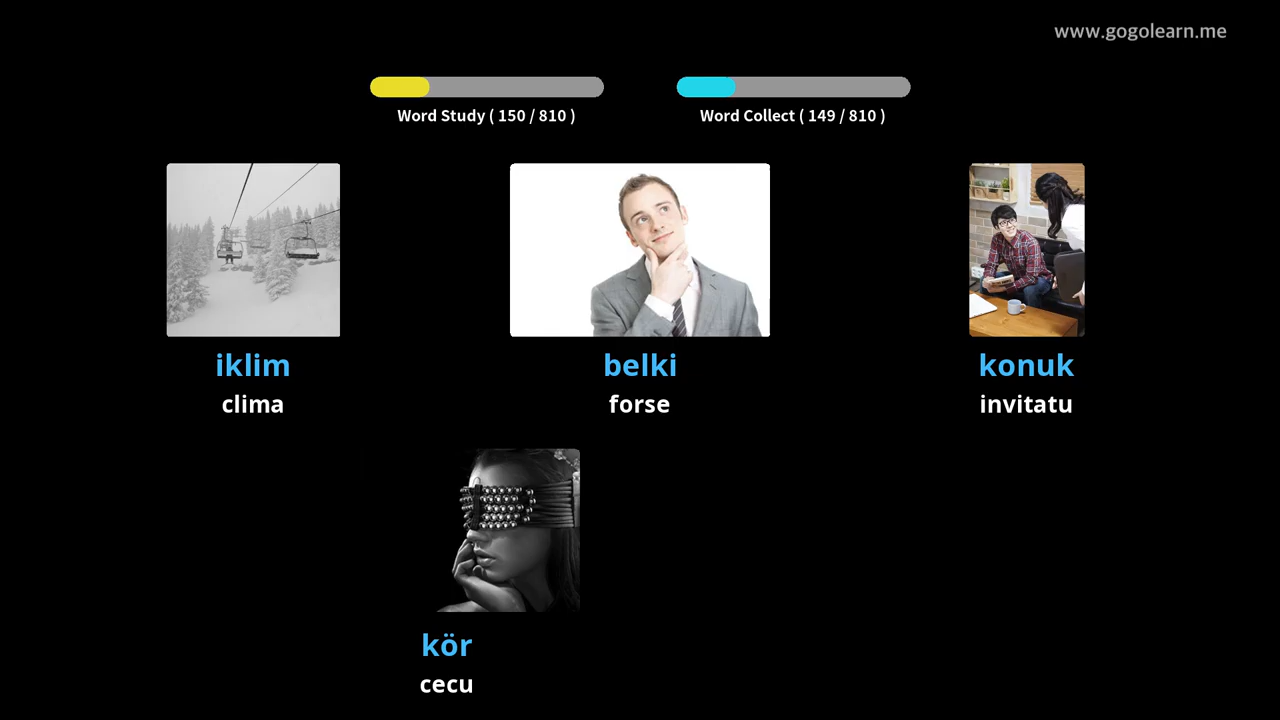 www.gogolearn.me
Word Study ( 150 / 810 )
Word Collect ( 149 / 810 )
iklim
clima
belki
forse
konuk
invitatu
kör
cecu